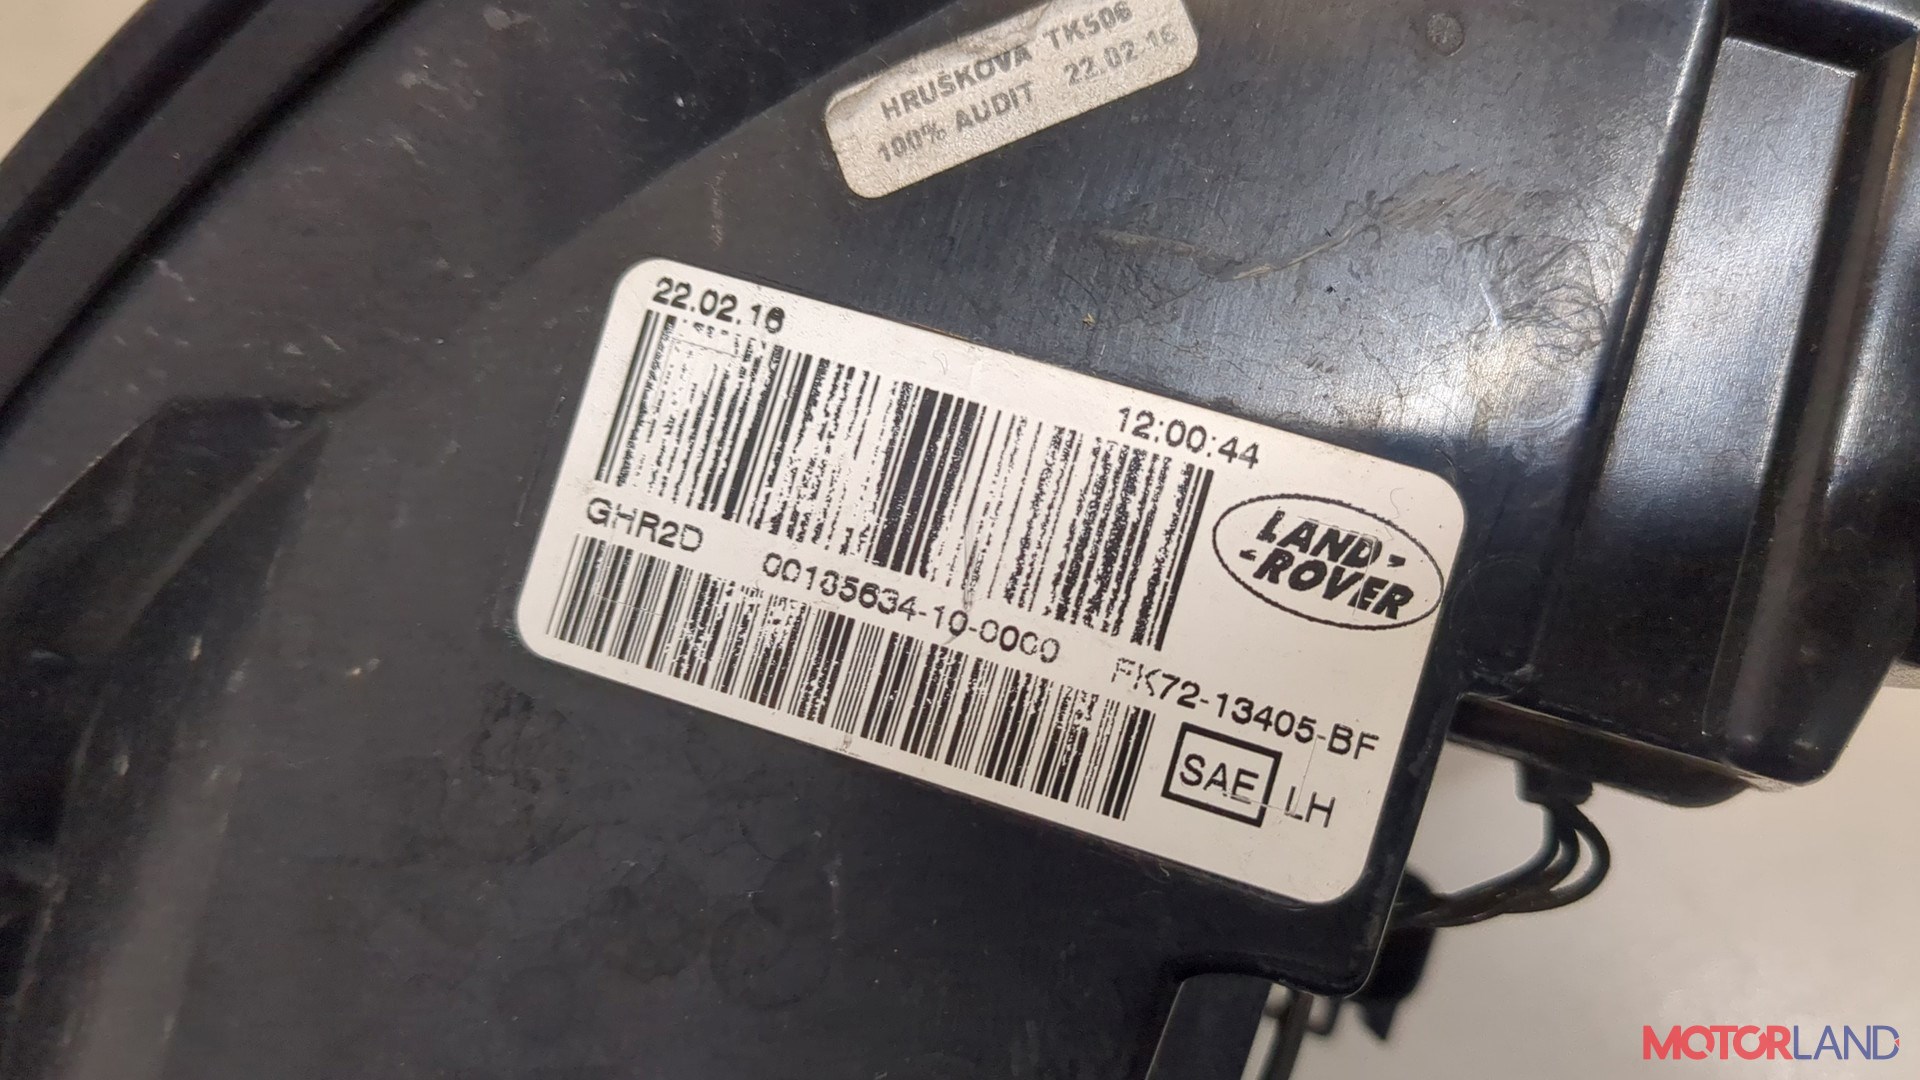 HRUŠKOVA TK506
100% AUDIT 22.02.16
22.02.16
12:00:44
GHR2D
00185634-10-0000
LAND-
-ROVER
FK72-13405-BF
SAE LH
MOTORLAND